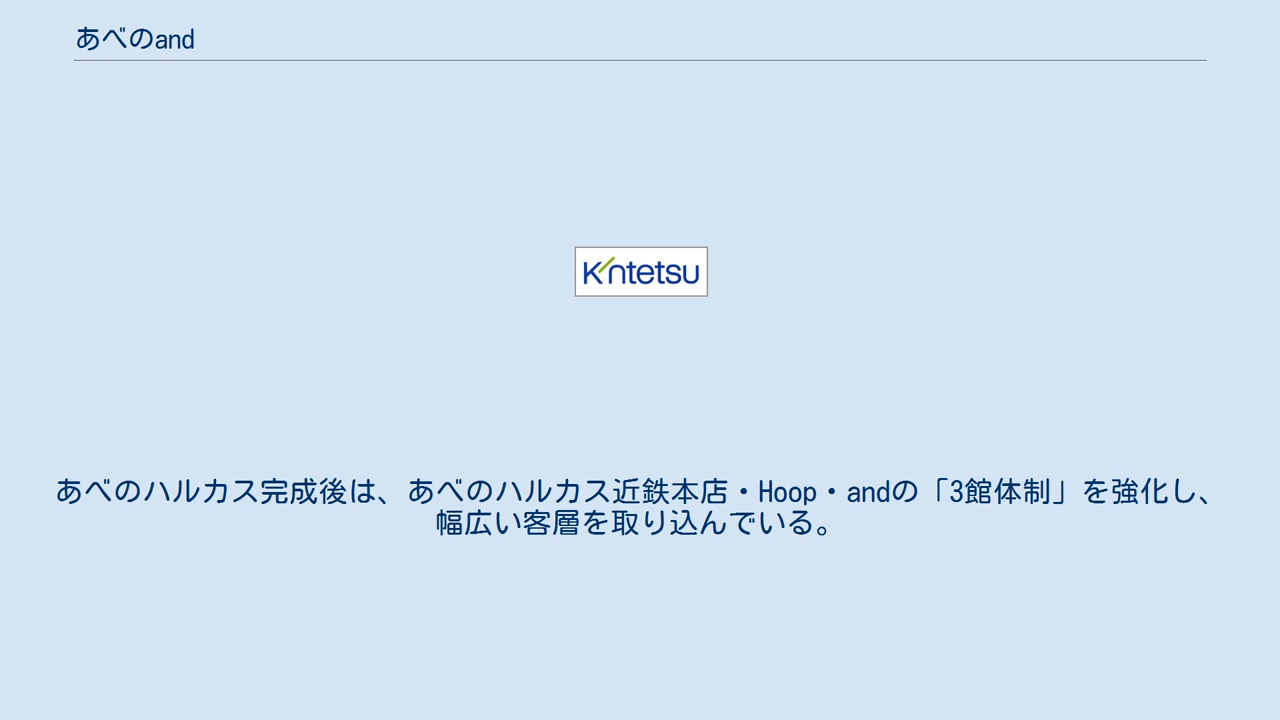 あべのand
Kintetsu
あべのハルカス完成後は、あべのハルカス近鉄本店・Hoop・andの「3館体制」を強化し、
幅広い客層を取り込んでいる。